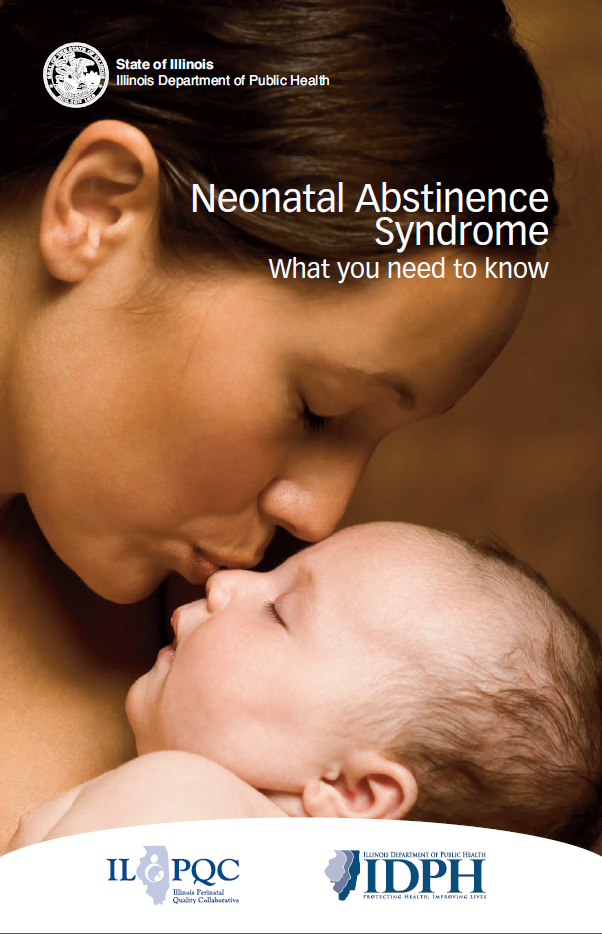 State of Illinois
Illinois Department of Public Health
Neonatal Abstinence
Syndrome
What you need to know
IL PQC
Illinois Perinatal
Quality Collaborative
ILLINOIS DEPARTMENT OF PUBLIC HEALTH
IDPH
PROTECTING HEALTH, IMPROVING LIVES